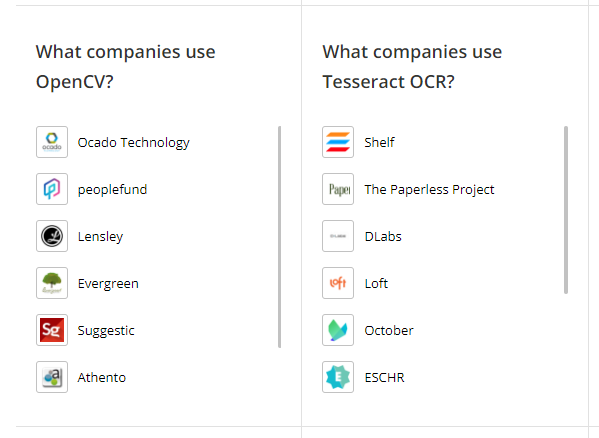 What companies use
OpenCV?
ocado
Ocado Technology
peoplefund
L
Lensley
Evergreen
Sg
Suggestic
a
Athento
What companies use
Tesseract OCR?
Shelf
Paper
The Paperless Project
DLabs
loft
Loft
October
E
ESCHR